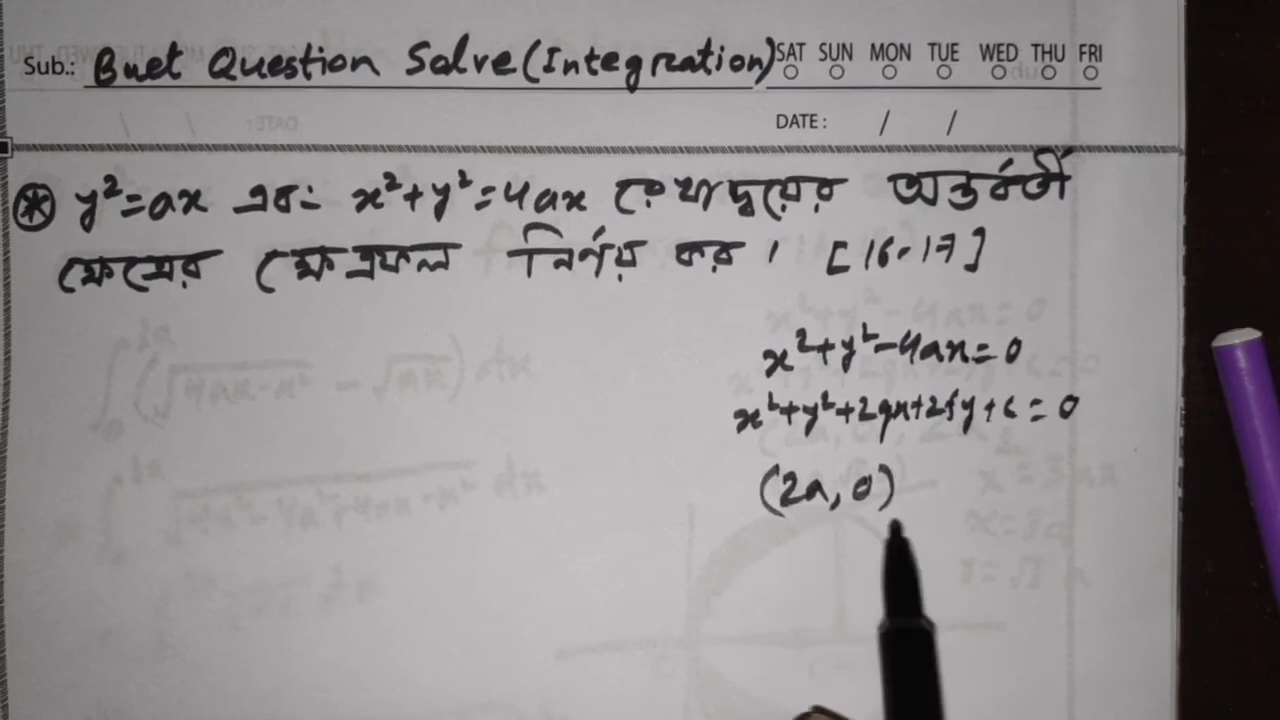 Sub.: Buet Question Solve (Integration) SAT SUN MON TUE WED THU FRI
DATE : / /
* y²=ax এবং x²+y²=4ax রেখাদ্বয়ের অন্তর্বর্তী
ক্ষেত্রের ক্ষেত্রফল নির্ণয় কর। [16-17]
x²+y²-4ax=0
x²+y²+2gx+2fy+c=0
(2a, 0)